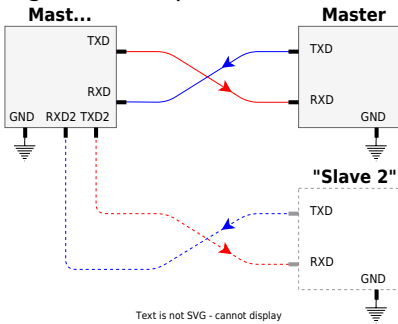 Mast...
Master
TXD
RXD
GND
RXD2
TXD2
TXD
RXD
GND
"Slave 2"
TXD
RXD
GND
Text is not SVG - cannot display